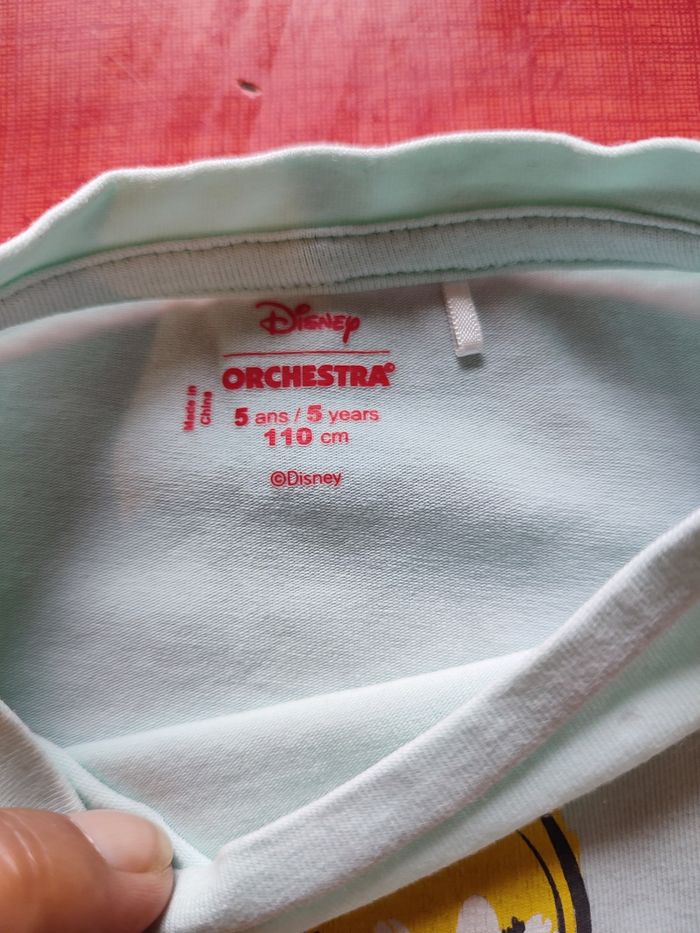 Disney
ORCHESTRA®
Made in
China
5 ans / 5 years
110 cm
©Disney